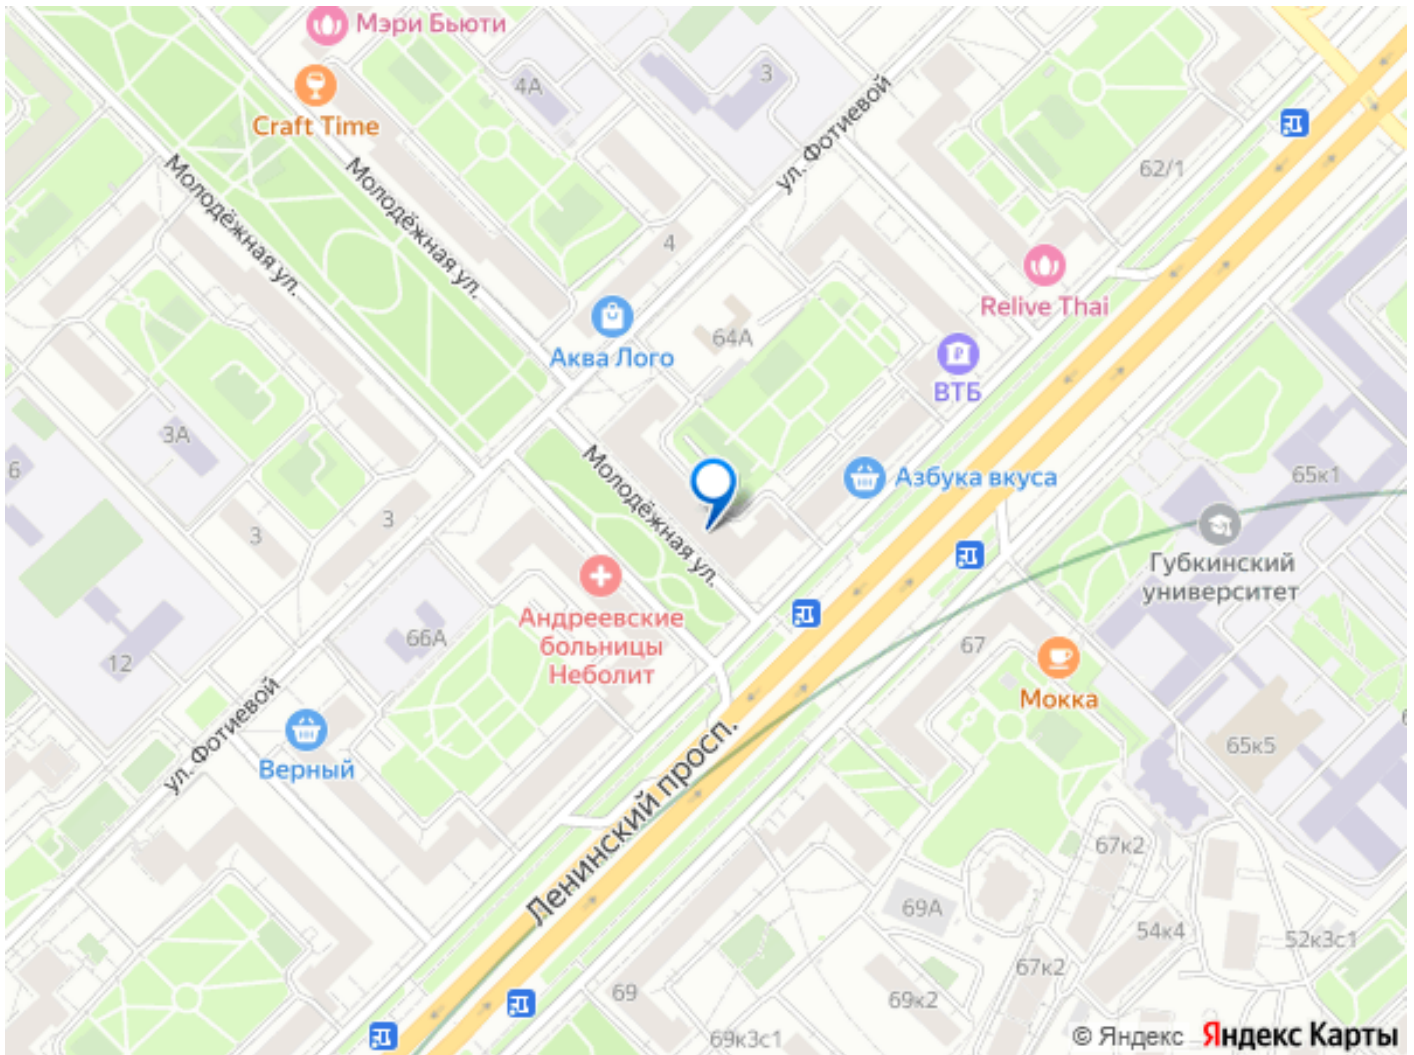 Мэри Бьюти
4А
3
Craft Time
ул. Фотиевой
Молодёжная ул.
Молодёжная ул.
62/1
4
Relive Thai
64А
Аква Лого
ВТБ
3А
6
Азбука вкуса
65к1
Молодёжная ул.
3
3
Губкинский
университет
Андреевские
больницы
Неболит
66А
12
67
Мокка
ул. Фотиевой
Верный
65к5
Ленинский просп.
67к2
69А
54к4
52к3с1
67к2
69
69к2
69к3с1
© Яндекс Яндекс Карты